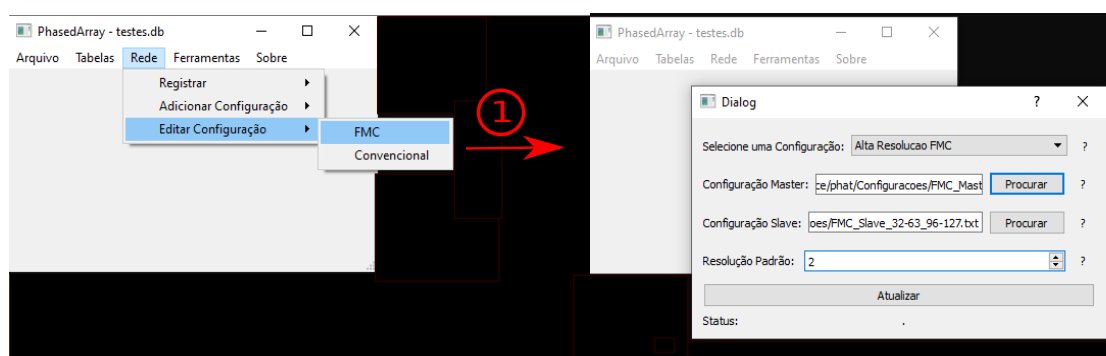 PhasedArray - testes.db
Arquivo Tabelas Rede Ferramentas Sobre
Registrar
Adicionar Configuração
Editar Configuração
FMC
Convencional
1
PhasedArray - testes.db
Arquivo Tabelas Rede Ferramentas Sobre
Dialog ?
Selecione uma Configuração: Alta Resolucao FMC ?
Configuração Master: ce/phat/Configuracoes/FMC_Mast Procurar ?
Configuração Slave: oes/FMC_Slave_32-63_96-127.txt Procurar ?
Resolução Padrão: 2 ?
Atualizar
Status: .